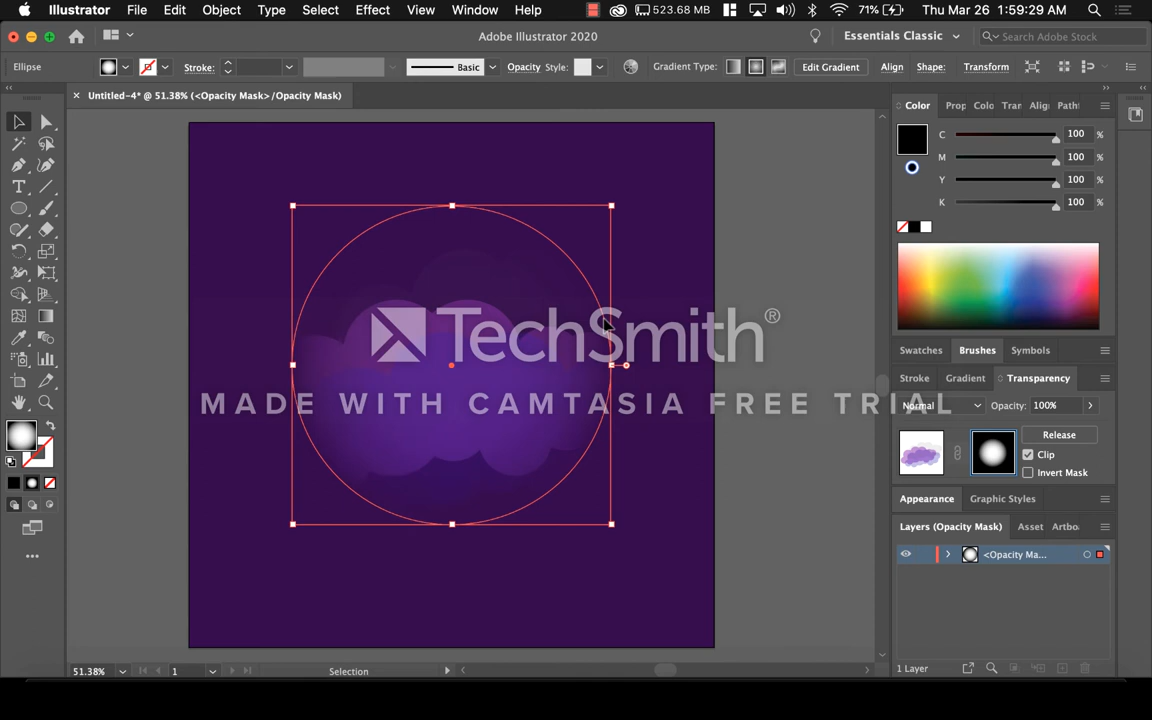 Illustrator File Edit Object Type Select Effect View Window Help 523.68 MB 71% Thu Mar 26 1:59:29 AM
Adobe Illustrator 2020 Essentials Classic Search Adobe Stock
Ellipse Stroke: Basic Opacity Style: Gradient Type: Edit Gradient Align Shape: Transform
× Untitled-4* @ 51.38% (<Opacity Mask>/Opacity Mask)
Color Prop Colo Tran Alig Path
C 100 %
M 100 %
Y 100 %
K 100 %
TechSmith®
MADE WITH CAMTASIA FREE TRIAL
Swatches Brushes Symbols
Stroke Gradient Transparency
Normal Opacity: 100%
Release
Clip
Invert Mask
Appearance Graphic Styles
Layers (Opacity Mask) Asset Artbo
<Opacity Ma...
1 Layer
51.38% 1 Selection